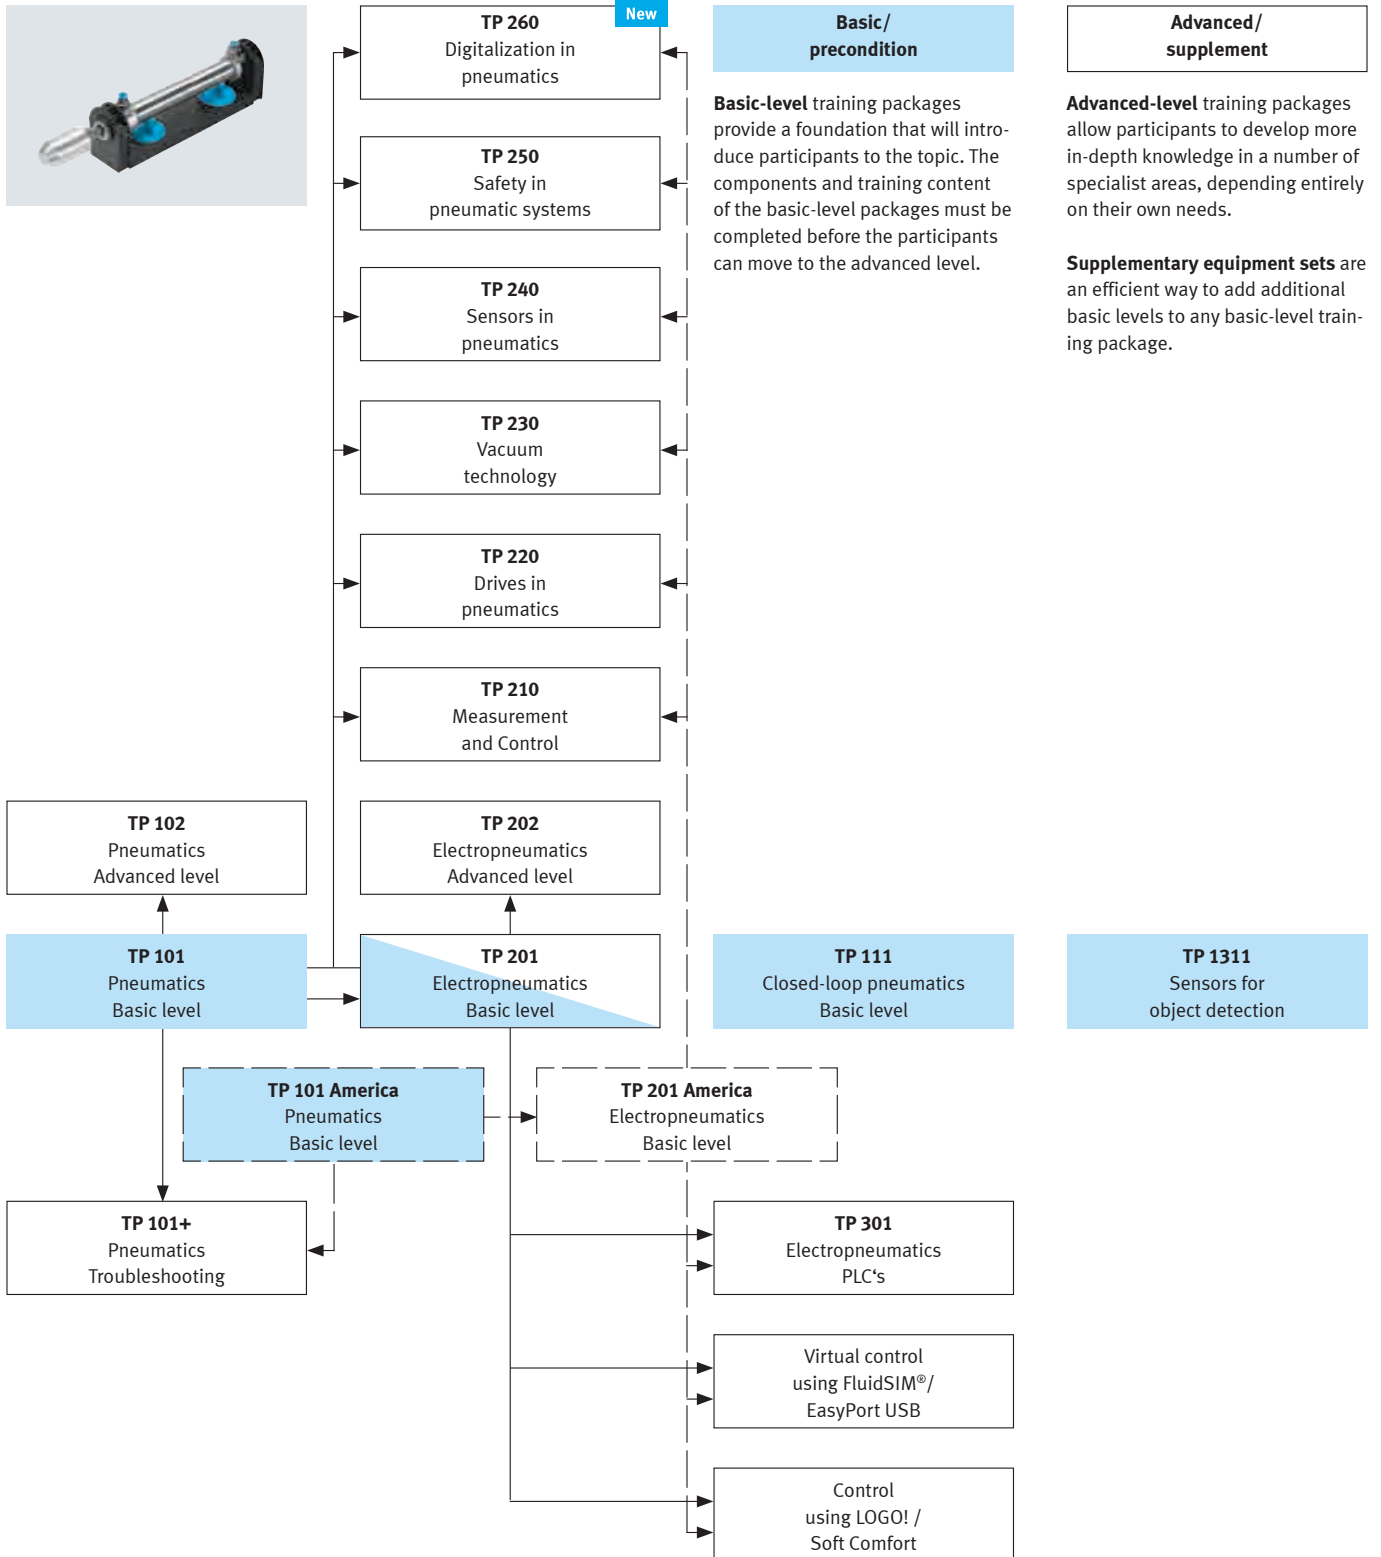 New
TP 260
Digitalization in
pneumatics
Basic/
precondition
Advanced/
supplement
Basic-level training packages
provide a foundation that will intro-
duce participants to the topic. The
components and training content
of the basic-level packages must be
completed before the participants
can move to the advanced level.
Advanced-level training packages
allow participants to develop more
in-depth knowledge in a number of
specialist areas, depending entirely
on their own needs.
Supplementary equipment sets are
an efficient way to add additional
basic levels to any basic-level train-
ing package.
TP 250
Safety in
pneumatic systems
TP 240
Sensors in
pneumatics
TP 230
Vacuum
technology
TP 220
Drives in
pneumatics
TP 210
Measurement
and Control
TP 102
Pneumatics
Advanced level
TP 202
Electropneumatics
Advanced level
TP 101
Pneumatics
Basic level
TP 201
Electropneumatics
Basic level
TP 111
Closed-loop pneumatics
Basic level
TP 1311
Sensors for
object detection
TP 101 America
Pneumatics
Basic level
TP 201 America
Electropneumatics
Basic level
TP 101+
Pneumatics
Troubleshooting
TP 301
Electropneumatics
PLC‘s
Virtual control
using FluidSIM®/
EasyPort USB
Control
using LOGO! /
Soft Comfort